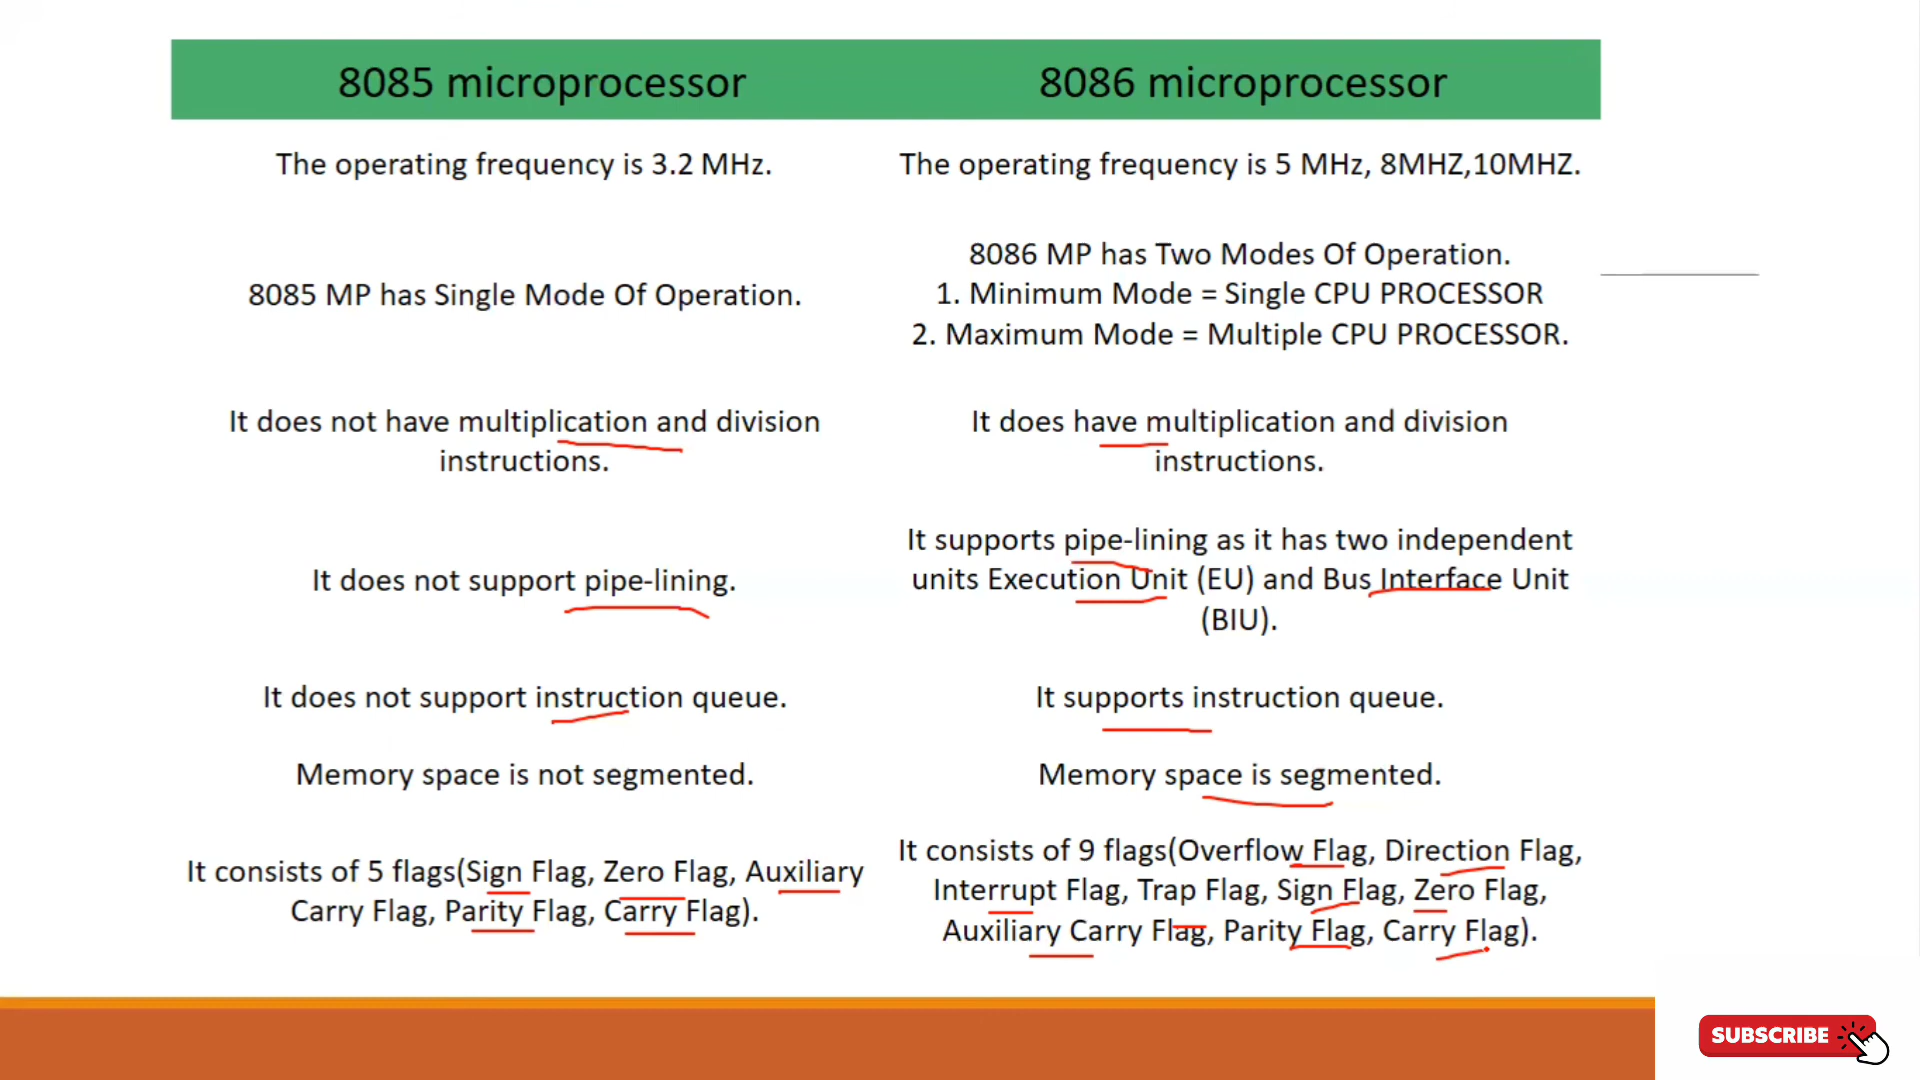 8085 microprocessor
8086 microprocessor
The operating frequency is 3.2 MHz.
The operating frequency is 5 MHz, 8MHZ,10MHZ.
8085 MP has Single Mode Of Operation.
8086 MP has Two Modes Of Operation.
1. Minimum Mode = Single CPU PROCESSOR
2. Maximum Mode = Multiple CPU PROCESSOR.
It does not have multiplication and division
instructions.
It does have multiplication and division
instructions.
It does not support pipe-lining.
It supports pipe-lining as it has two independent
units Execution Unit (EU) and Bus Interface Unit
(BIU).
It does not support instruction queue.
It supports instruction queue.
Memory space is not segmented.
Memory space is segmented.
It consists of 5 flags(Sign Flag, Zero Flag, Auxiliary
Carry Flag, Parity Flag, Carry Flag).
It consists of 9 flags(Overflow Flag, Direction Flag,
Interrupt Flag, Trap Flag, Sign Flag, Zero Flag,
Auxiliary Carry Flag, Parity Flag, Carry Flag).
SUBSCRIBE